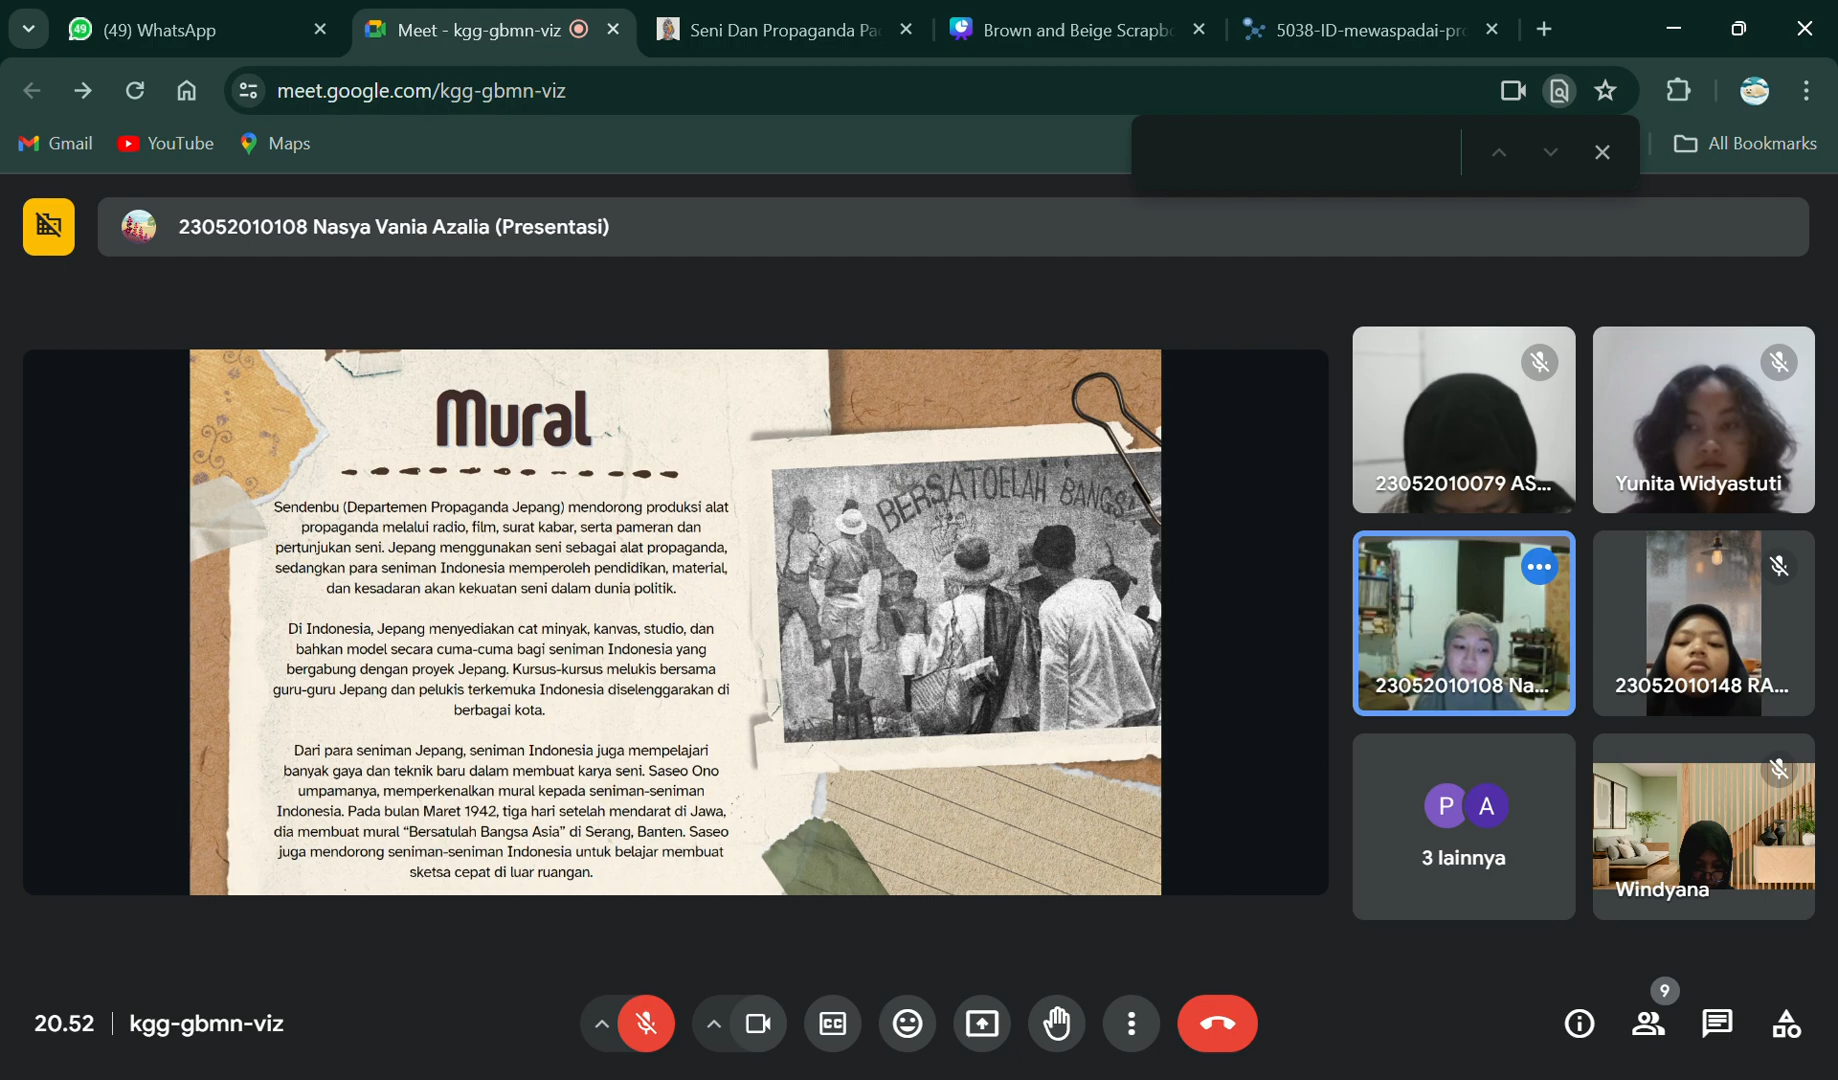 (49) WhatsApp
Meet - kgg-gbmn-viz
Seni Dan Propaganda Pa
Brown and Beige Scrapb
5038-ID-mewaspadai-pr
meet.google.com/kgg-gbmn-viz
Gmail
YouTube
Maps
All Bookmarks
23052010108 Nasya Vania Azalia (Presentasi)
Mural
Sendenbu (Departemen Propaganda Jepang) mendorong produksi alat
propaganda melalui radio, film, surat kabar, serta pameran dan
pertunjukan seni. Jepang menggunakan seni sebagai alat propaganda,
sedangkan para seniman Indonesia memperoleh pendidikan, material,
dan kesadaran akan kekuatan seni dalam dunia politik.
Di Indonesia, Jepang menyediakan cat minyak, kanvas, studio, dan
bahkan model secara cuma-cuma bagi seniman Indonesia yang
bergabung dengan proyek Jepang. Kursus-kursus melukis bersama
guru-guru Jepang dan pelukis terkemuka Indonesia diselenggarakan di
berbagai kota.
Dari para seniman Jepang, seniman Indonesia juga mempelajari
banyak gaya dan teknik baru dalam membuat karya seni. Saseo Ono
umpamanya, memperkenalkan mural kepada seniman-seniman
Indonesia. Pada bulan Maret 1942, tiga hari setelah mendarat di Jawa,
dia membuat mural “Bersatulah Bangsa Asia” di Serang, Banten. Saseo
juga mendorong seniman-seniman Indonesia untuk belajar membuat
sketsa cepat di luar ruangan.
BERSATOELAH BANGSA
23052010079 AS...
Yunita Widyastuti
23052010108 Na...
23052010148 RA...
P A
3 lainnya
Windyana
20.52
kgg-gbmn-viz
9